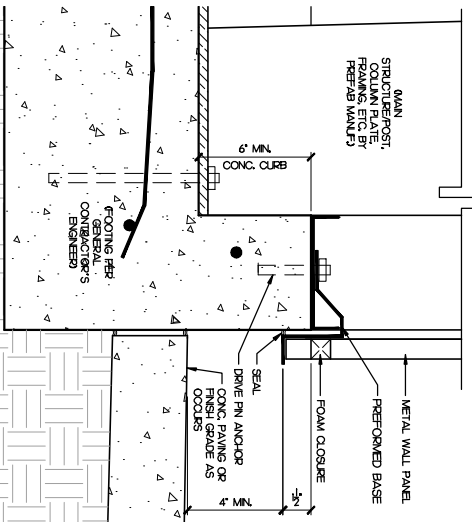 (MAIN
STRUCTURE/POST,
COLUMN PLATE,
FRAMING, ETC. BY
PREFAB MANUF.)
6" MIN.
CONC. CURB
(FOOTING PER
GENERAL
CONTRACTOR'S
ENGINEER)
METAL WALL PANEL
PREFORMED BASE
FOAM CLOSURE
SEAL
DRIVE PIN ANCHOR
CONC. PAVING OR
FINISH GRADE AS
OCCURS
4" MIN.
1/2"